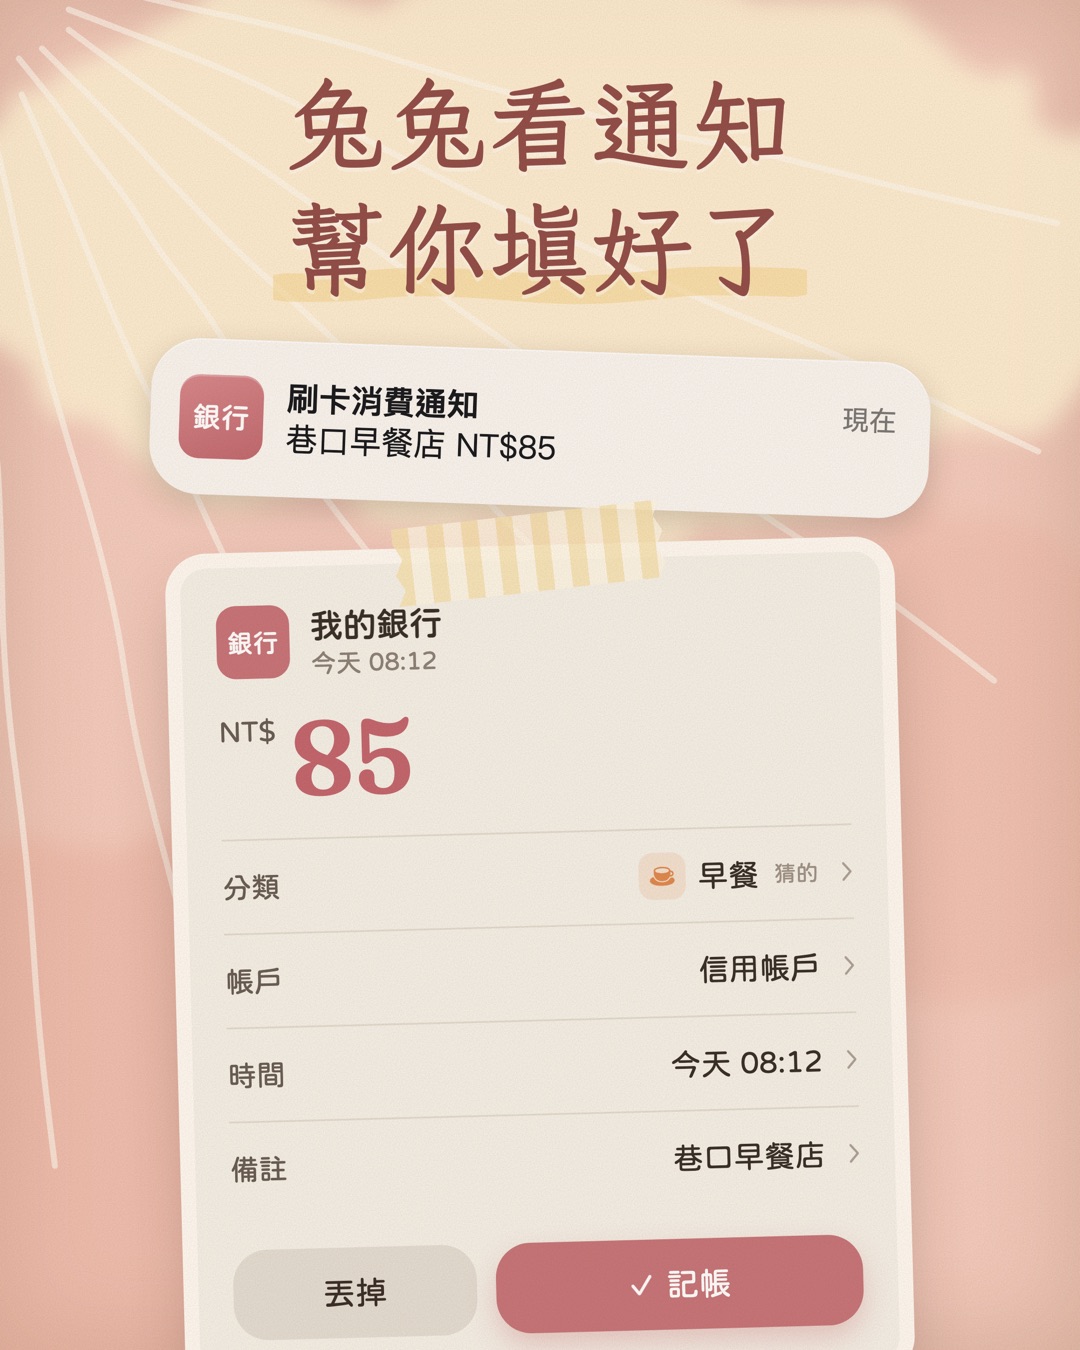 兔兔看通知
幫你填好了
銀行
刷卡消費通知
巷口早餐店 NT$85
現在
銀行
我的銀行
今天 08:12
NT$ 85
分類 早餐 猜的
帳戶 信用帳戶
時間 今天 08:12
備註 巷口早餐店
丟掉
✓ 記帳